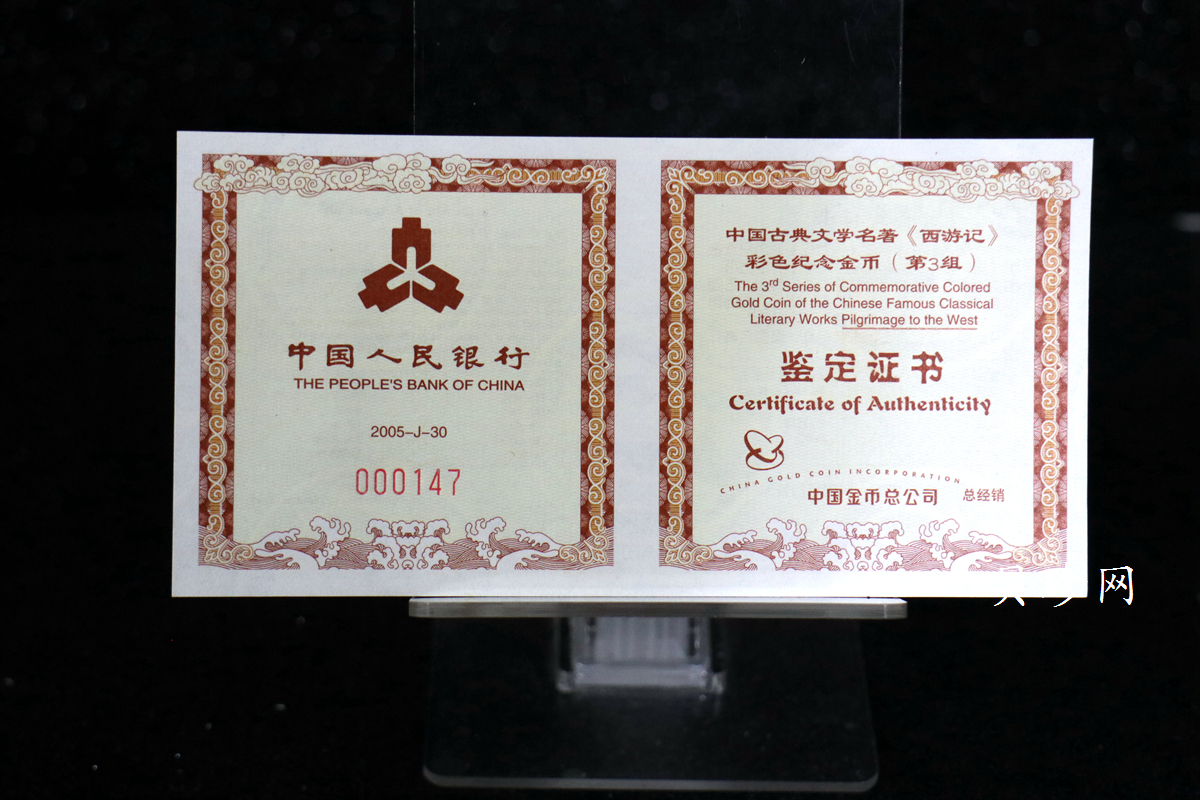 中国人民银行
THE PEOPLE'S BANK OF CHINA
2005-J-30
000147
中国古典文学名著《西游记》
彩色纪念金币（第3组）
The 3rd Series of Commemorative Colored
Gold Coin of the Chinese Famous Classical
Literary Works Pilgrimage to the West
鉴定证书
Certificate of Authenticity
CHINA GOLD COIN INCORPORATION
中国金币总公司 总经销
网